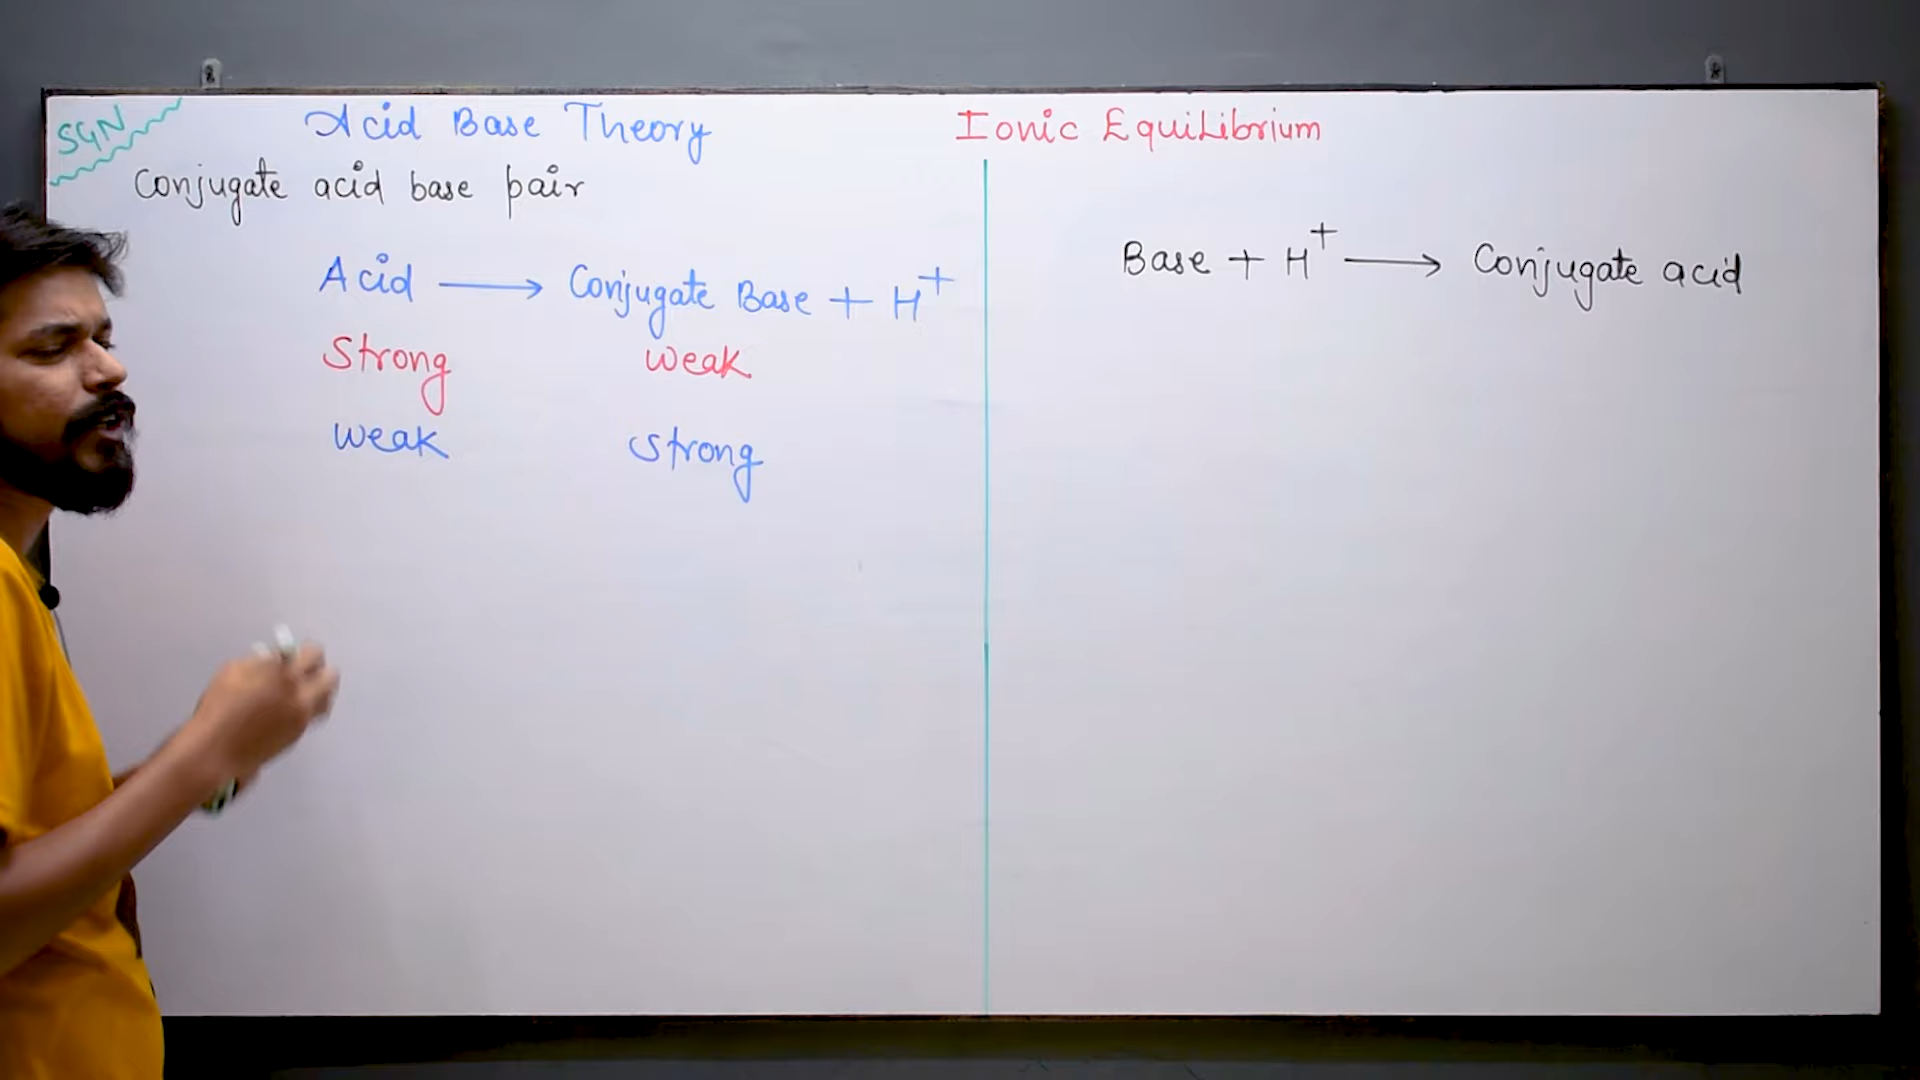 SGN
Acid Base Theory
Ionic Equilibrium
Conjugate acid base pair
Acid ⟶ Conjugate Base + H⁺
Strong weak
weak strong
Base + H⁺ ⟶ Conjugate acid